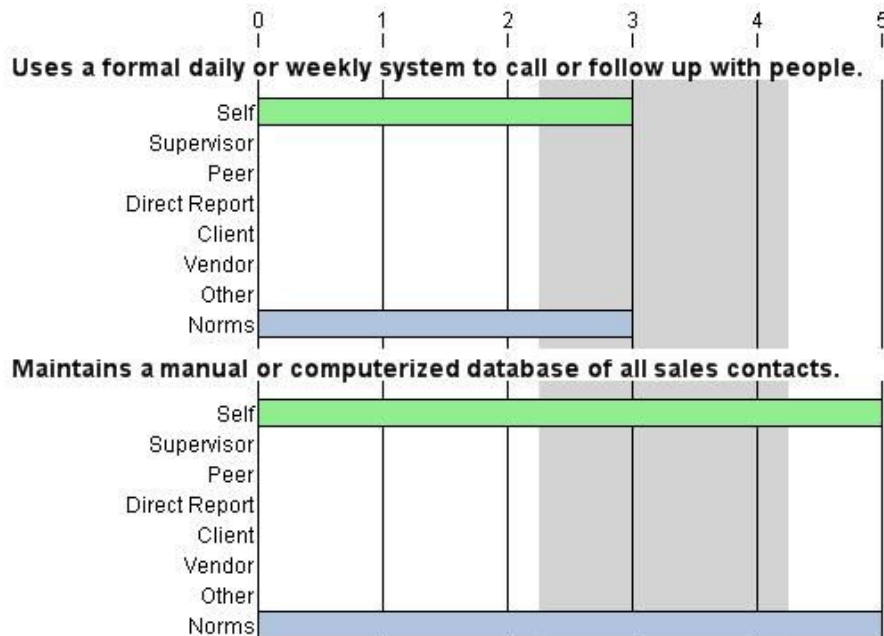 0 1 2 3 4 5
Uses a formal daily or weekly system to call or follow up with people.
Self
Supervisor
Peer
Direct Report
Client
Vendor
Other
Norms
Maintains a manual or computerized database of all sales contacts.
Self
Supervisor
Peer
Direct Report
Client
Vendor
Other
Norms